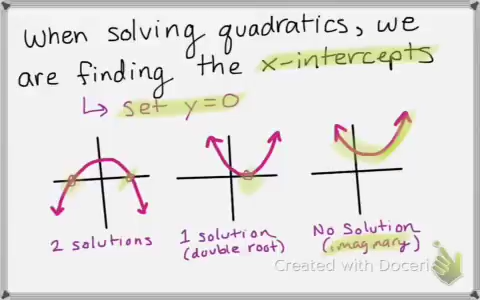 When solving quadratics, we
are finding the x-intercepts
↳ set y=0
2 solutions
1 solution
(double root)
No Solution
(imaginary)
Created with Doceri